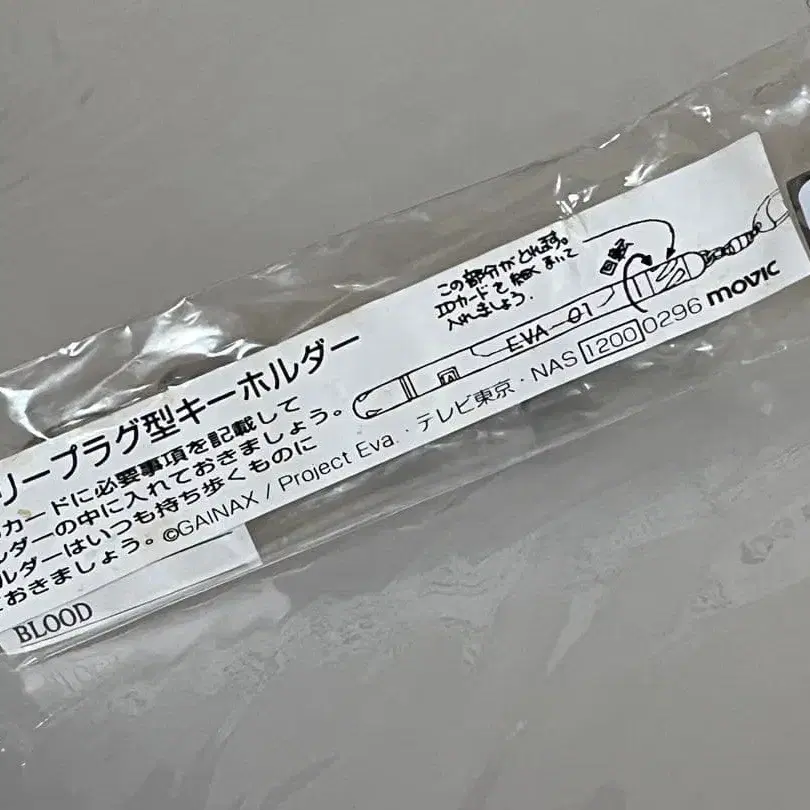 リープラグ型キーホルダー
カードに必要事項を記載して
ルダーの中に入れておきましょう。
ルダーはいつも持ち歩くものに
ておきましょう。 ©GAINAX / Project Eva. ・テレビ東京・NAS 1200 0296 movic
この部分がとれます。
IDカードを細くまいて
入れましょう.
回転
EVA-01
BLOOD